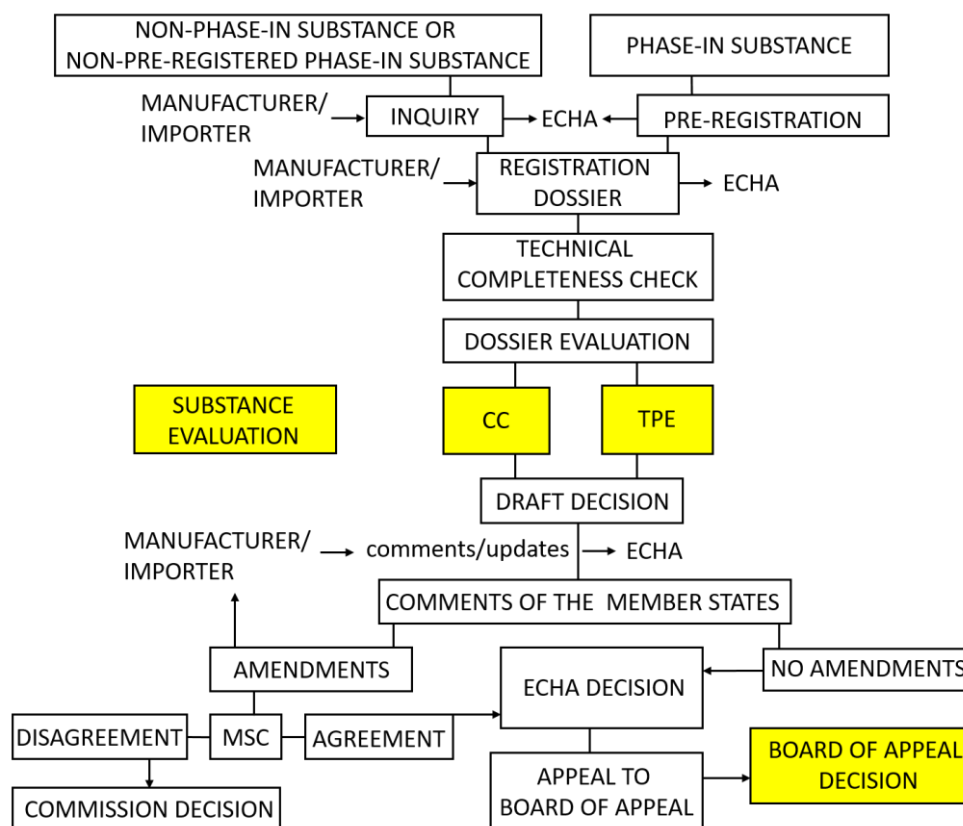 NON-PHASE-IN SUBSTANCE OR
NON-PRE-REGISTERED PHASE-IN SUBSTANCE
PHASE-IN SUBSTANCE
MANUFACTURER/
IMPORTER
INQUIRY
ECHA
PRE-REGISTRATION
MANUFACTURER/
IMPORTER
REGISTRATION
DOSSIER
ECHA
TECHNICAL
COMPLETENESS CHECK
DOSSIER EVALUATION
SUBSTANCE
EVALUATION
CC
TPE
DRAFT DECISION
MANUFACTURER/
IMPORTER
comments/updates
ECHA
COMMENTS OF THE MEMBER STATES
AMENDMENTS
ECHA DECISION
NO AMENDMENTS
DISAGREEMENT
MSC
AGREEMENT
COMMISSION DECISION
APPEAL TO
BOARD OF APPEAL
BOARD OF APPEAL
DECISION